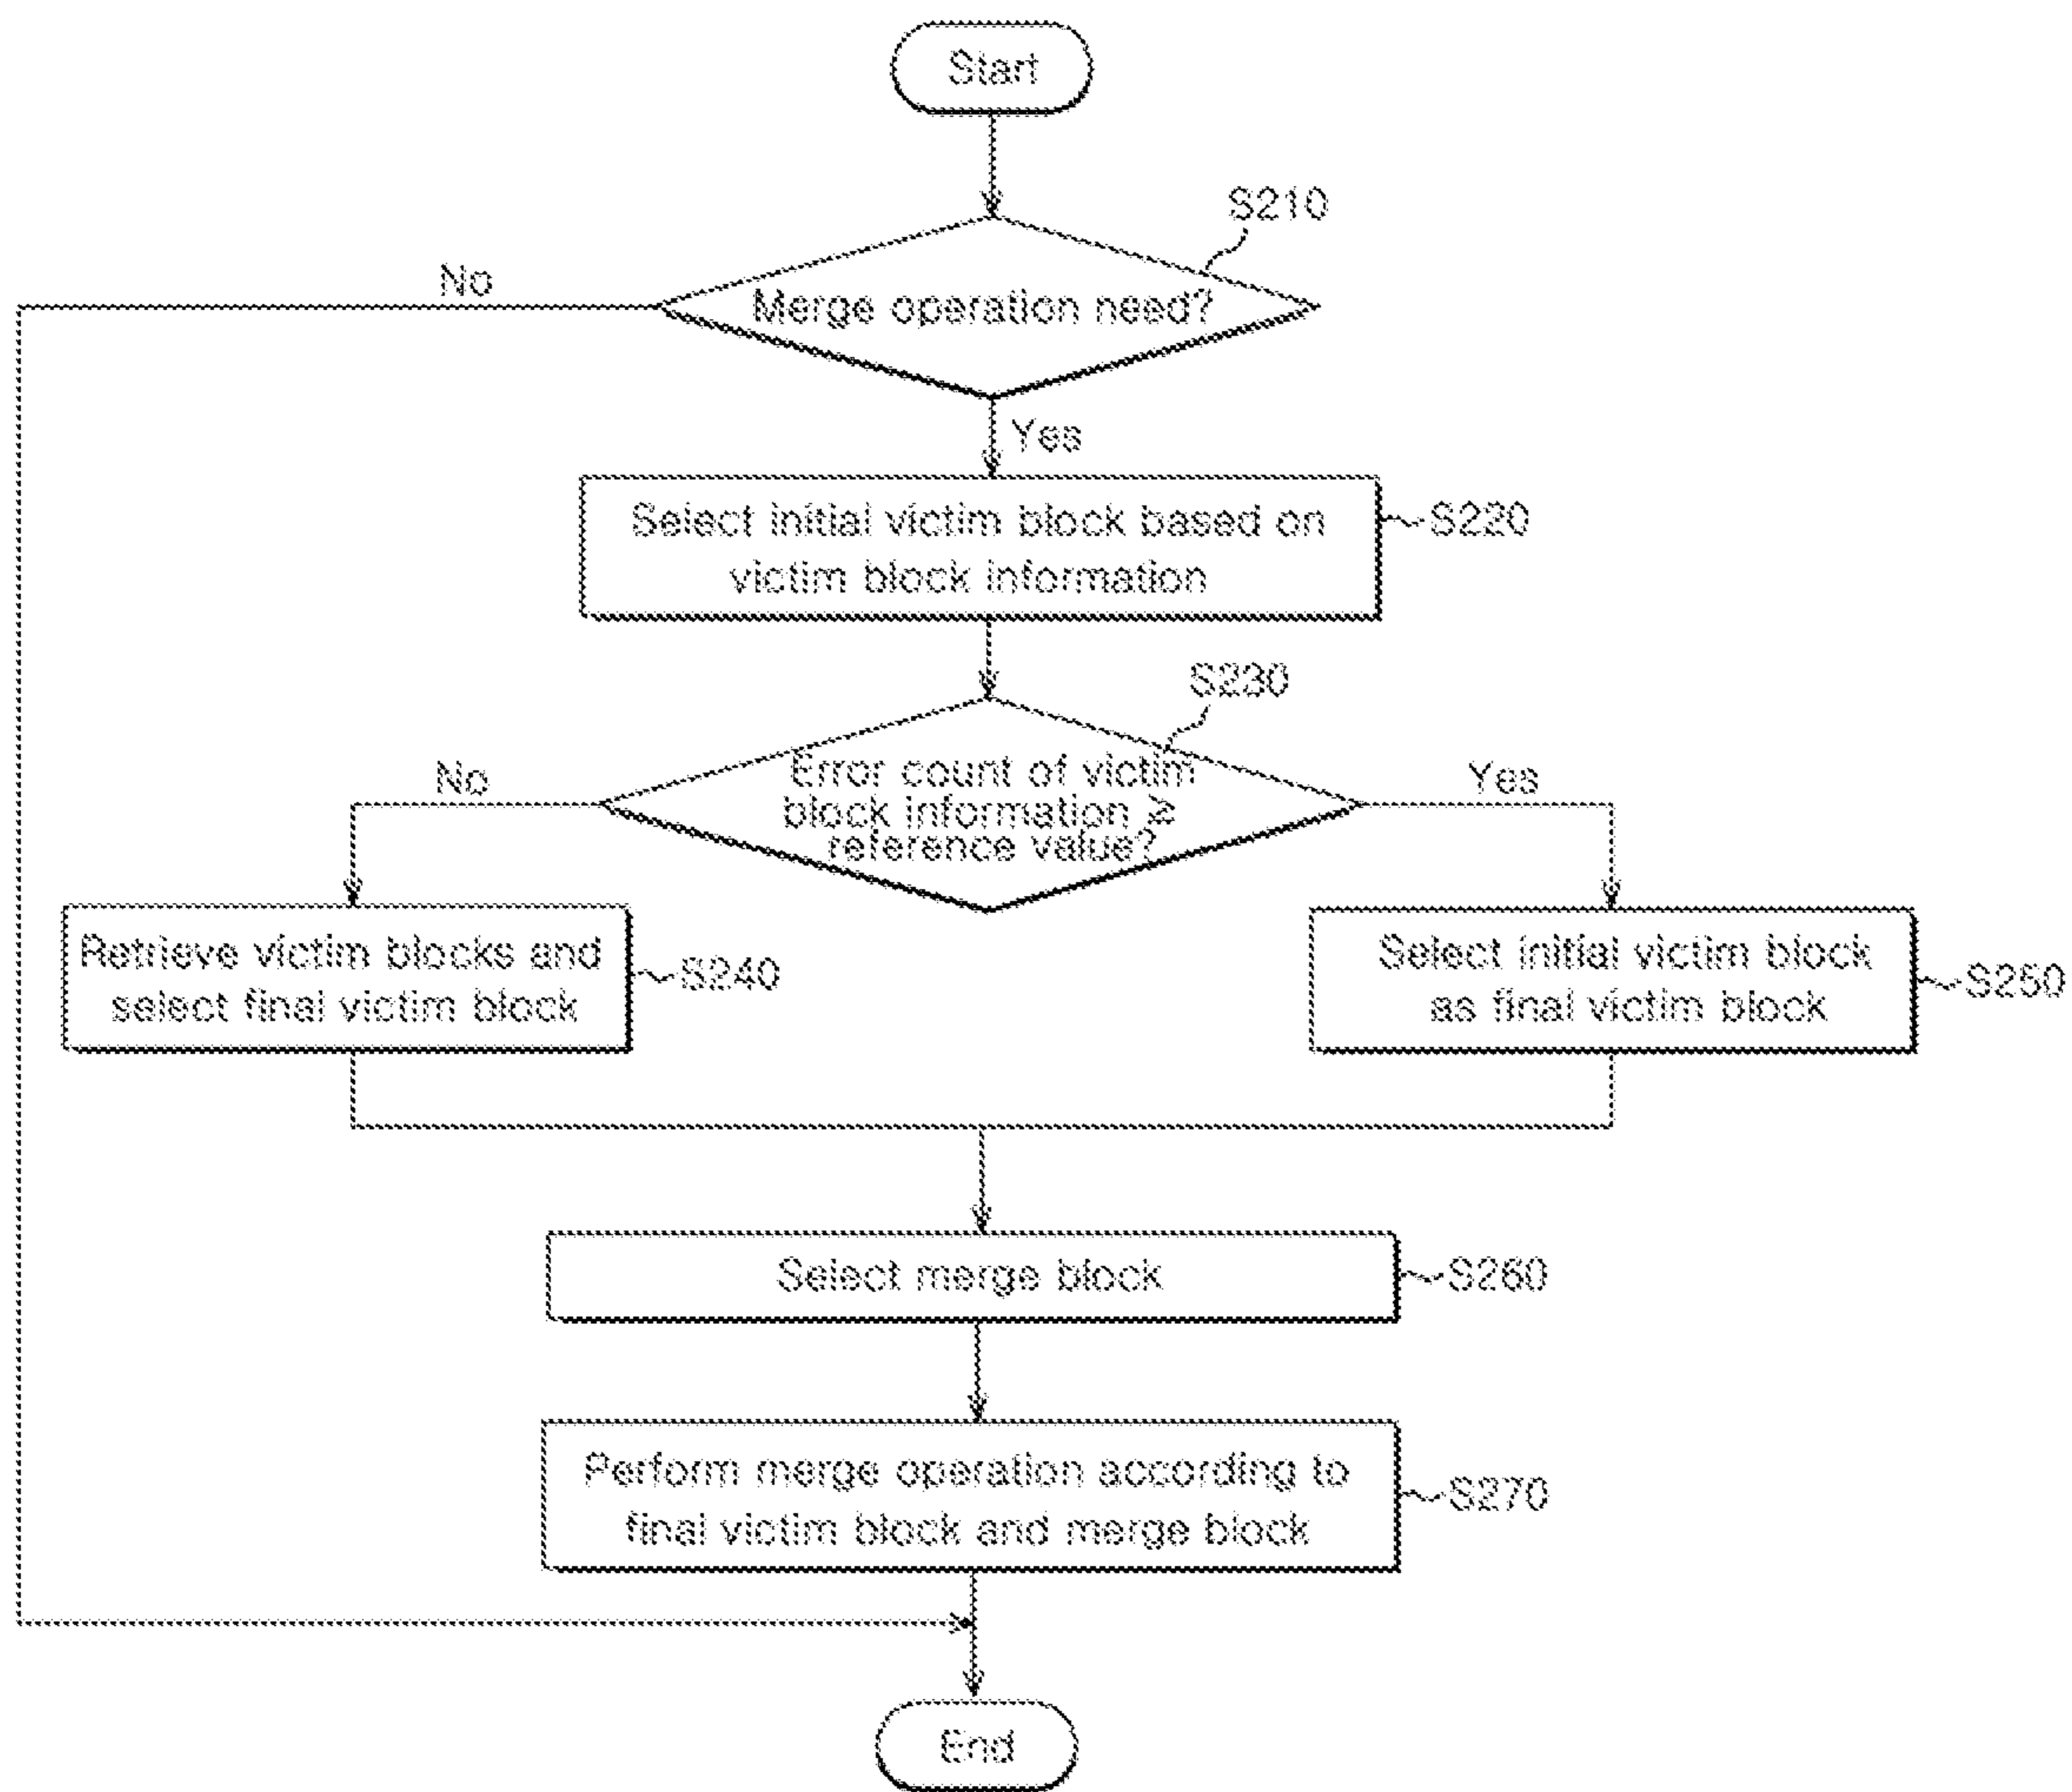 Start
S210
No
Merge operation need?
Yes
Select initial victim block based on
victim block information
S220
S230
No
Error count of victim
block information ≥
reference value?
Yes
Retrieve victim blocks and
select final victim block
S240
Select initial victim block
as final victim block
S250
Select merge block
S260
Perform merge operation according to
final victim block and merge block
S270
End